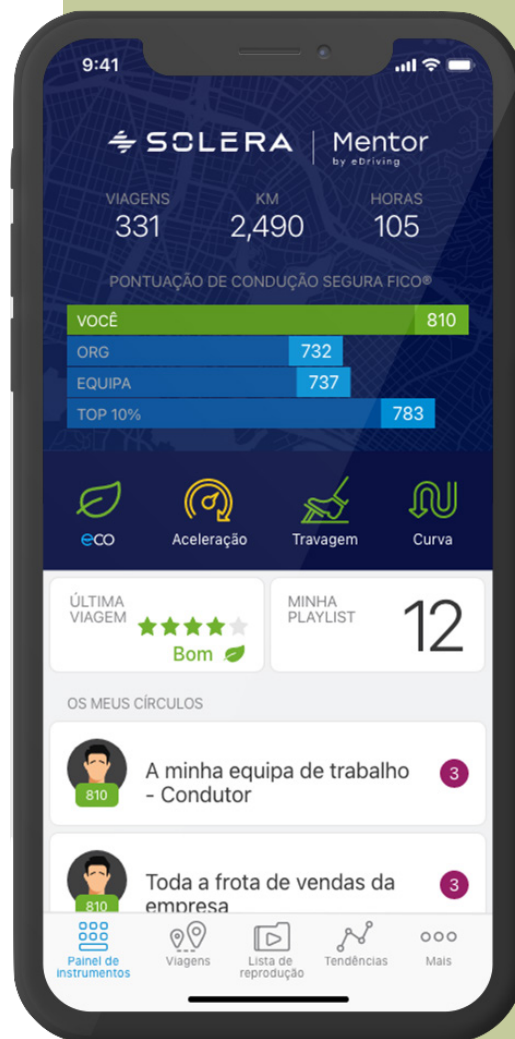 9:41
SOLERA | Mentor
by eDriving
VIAGENS KM HORAS
331 2,490 105
PONTUAÇÃO DE CONDUÇÃO SEGURA FICO®
VOCÊ 810
ORG 732
EQUIPA 737
TOP 10% 783
eco Aceleração Travagem Curva
ÚLTIMA
VIAGEM
Bom
MINHA
PLAYLIST
12
OS MEUS CÍRCULOS
A minha equipa de trabalho
- Condutor
810
3
Toda a frota de vendas da
empresa
810
3
Painel de
instrumentos
Viagens
Lista de
reprodução
Tendências
Mais